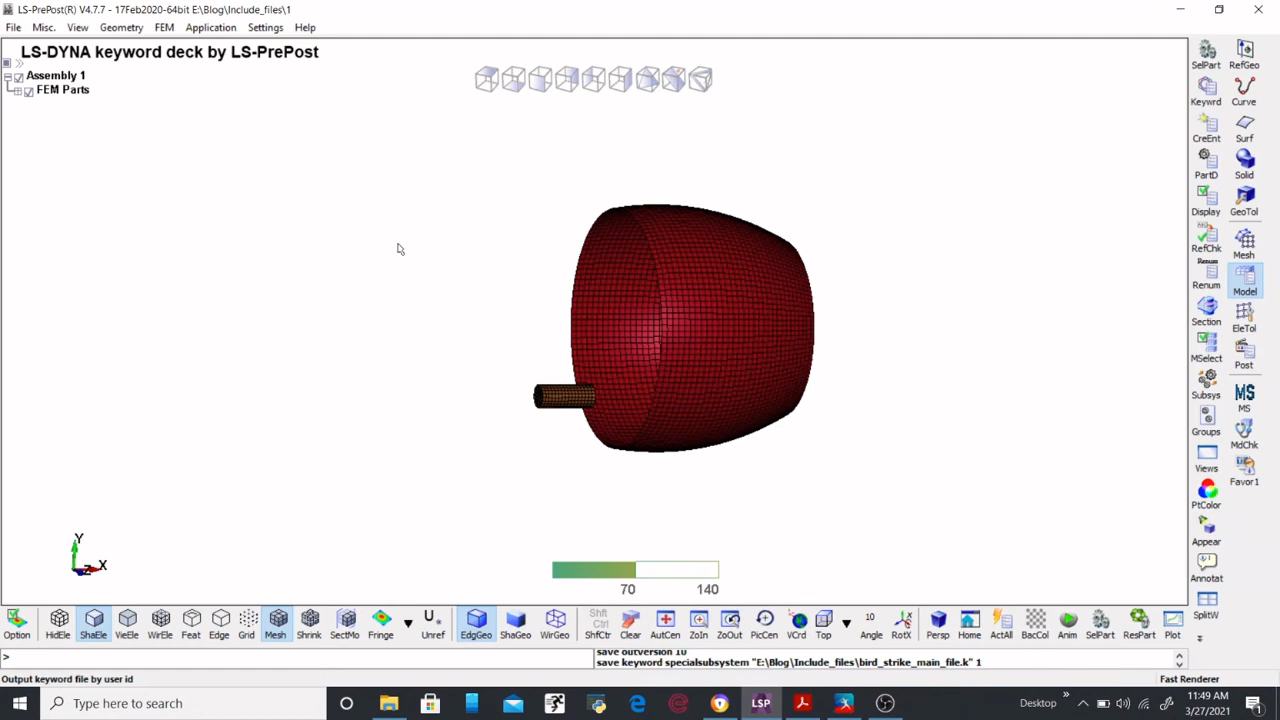 LS-PrePost(R) V4.7.7 - 17Feb2020-64bit E:\Blog\Include_files\1
File Misc. View Geometry FEM Application Settings Help
LS-DYNA keyword deck by LS-PrePost
Assembly 1
FEM Parts
SelPart RefGeo
Keywrd Curve
CreEnt Surf
PartD Solid
Display GeoTol
RefChk Mesh
Renum
Renum Model
Section EleTol
MSelect Post
Subsys MS
Groups MdChk
Views Favor1
PtColor
Appear
Annotat
SplitW
Y
Z X
70 140
Option HidEle ShaEle VieEle WirEle Feat Edge Grid Mesh Shrink SectMo Fringe Unref EdgGeo ShaGeo WirGeo Shft Ctrl ShfCtr Clear AutCen ZoIn ZoOut PicCen VCrd Top 10 Angle RotX Persp Home ActAll BacCol Anim SelPart ResPart Plot
save outversion 10
> save keyword specialsubsystem "E:\Blog\Include_files\bird_strike_main_file.k" 1
Output keyword file by user id Fast Renderer
Type here to search LSP Desktop 11:49 AM
3/27/2021